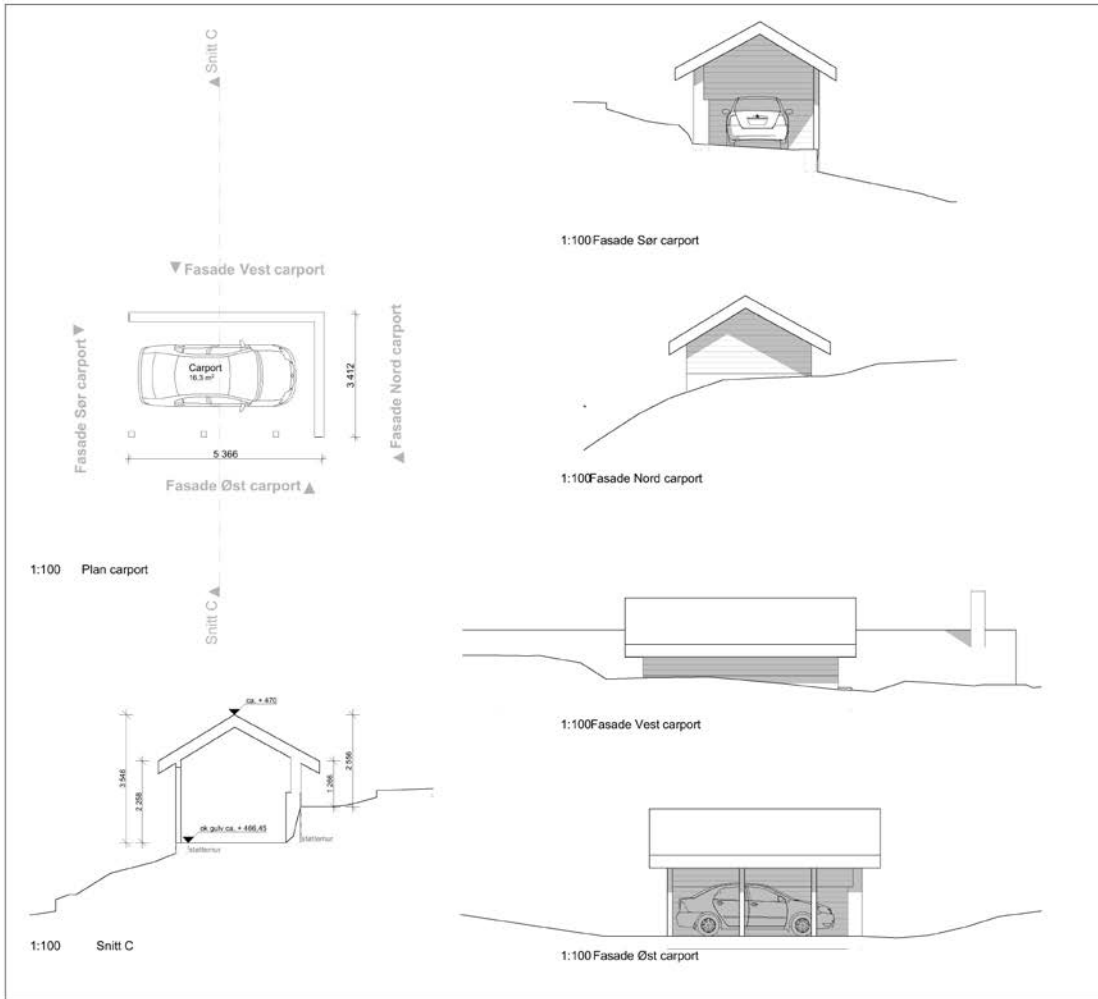 Snitt C
Fasade Vest carport
Fasade Sør carport
Carport
16,3 m²
3 412
Fasade Nord carport
5 366
Fasade Øst carport
1:100 Plan carport
Snitt C
ca. + 470
3 546
2 258
1 266
2 556
ok gulv ca. + 466,45
støttemur
støttemur
1:100 Snitt C
1:100 Fasade Sør carport
1:100 Fasade Nord carport
1:100 Fasade Vest carport
1:100 Fasade Øst carport